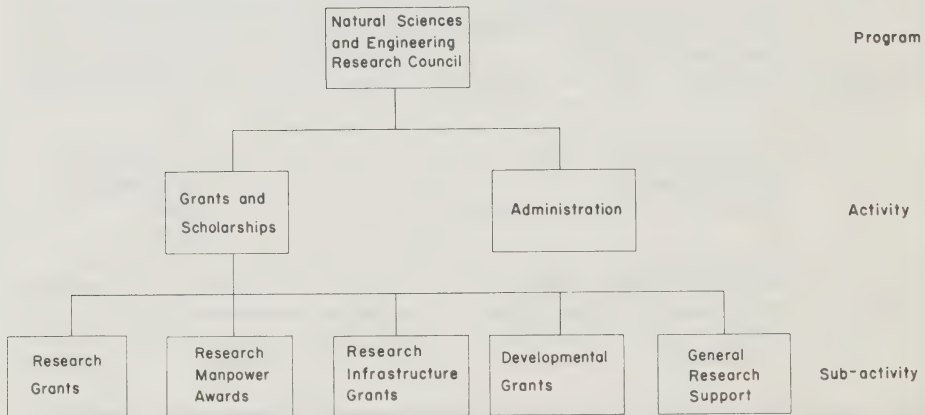 Natural Sciences
and Engineering
Research Council
Program
Grants and
Scholarships
Administration
Activity
Research
Grants
Research
Manpower
Awards
Research
Infrastructure
Grants
Developmental
Grants
General
Research
Support
Sub-activity